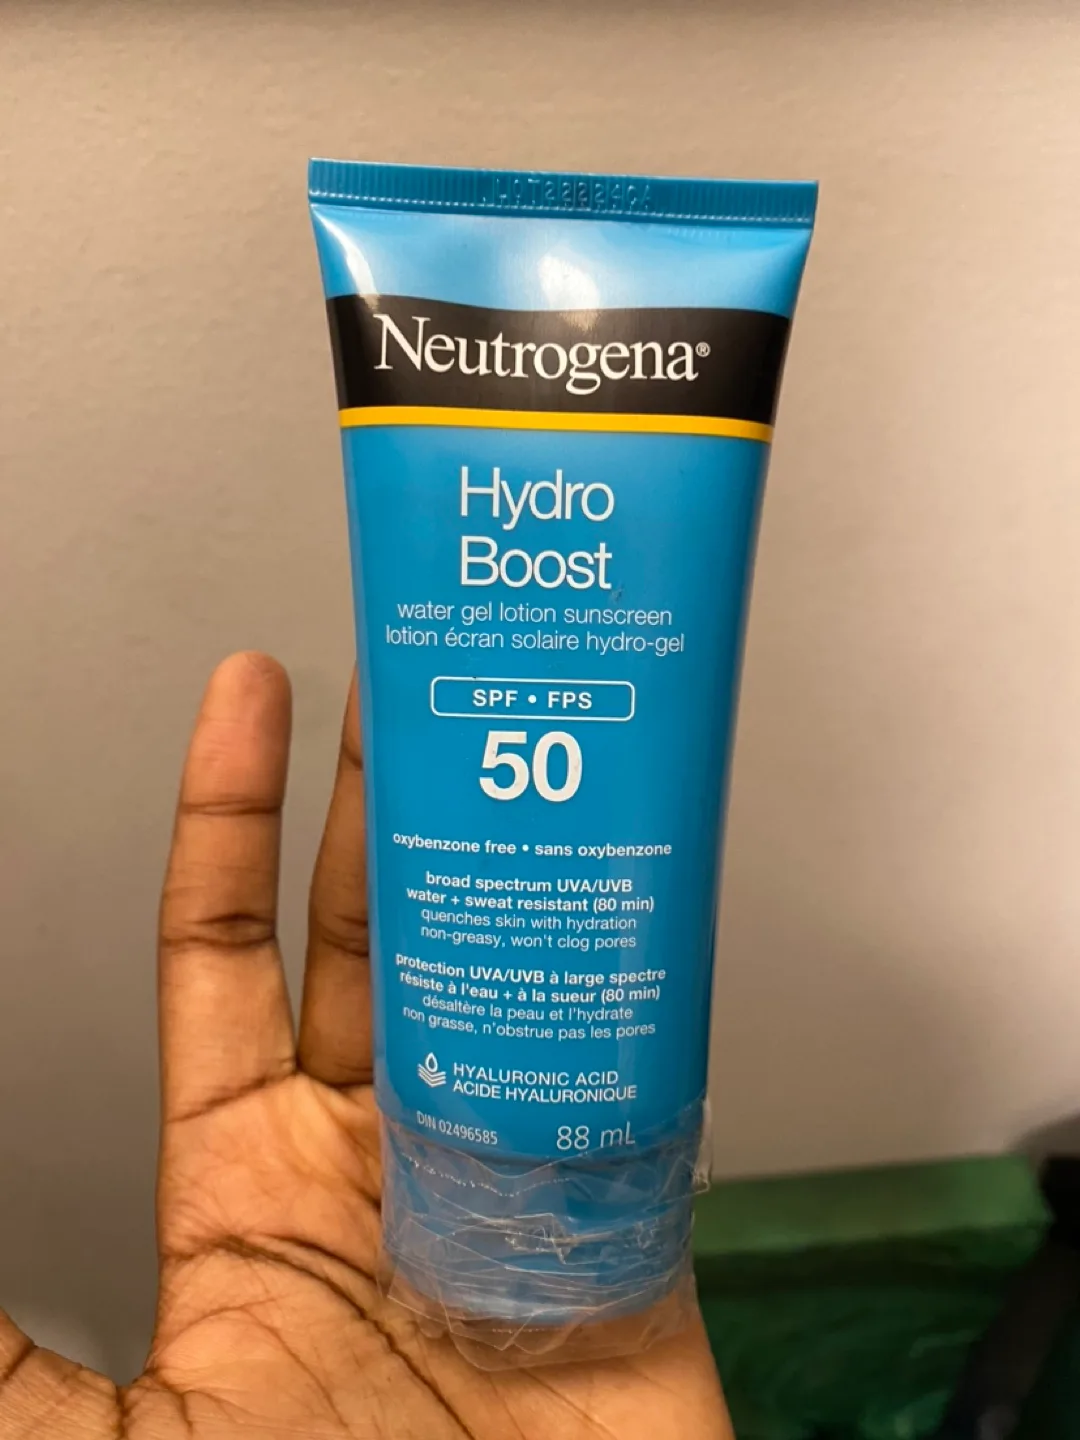 Neutrogena®
Hydro
Boost
water gel lotion sunscreen
lotion écran solaire hydro-gel
SPF • FPS
50
oxybenzone free • sans oxybenzone
broad spectrum UVA/UVB
water + sweat resistant (80 min)
quenches skin with hydration
non-greasy, won't clog pores
protection UVA/UVB à large spectre
résiste à l'eau + à la sueur (80 min)
désaltère la peau et l'hydrate
non grasse, n'obstrue pas les pores
HYALURONIC ACID
ACIDE HYALURONIQUE
DIN 02496585
88 mL